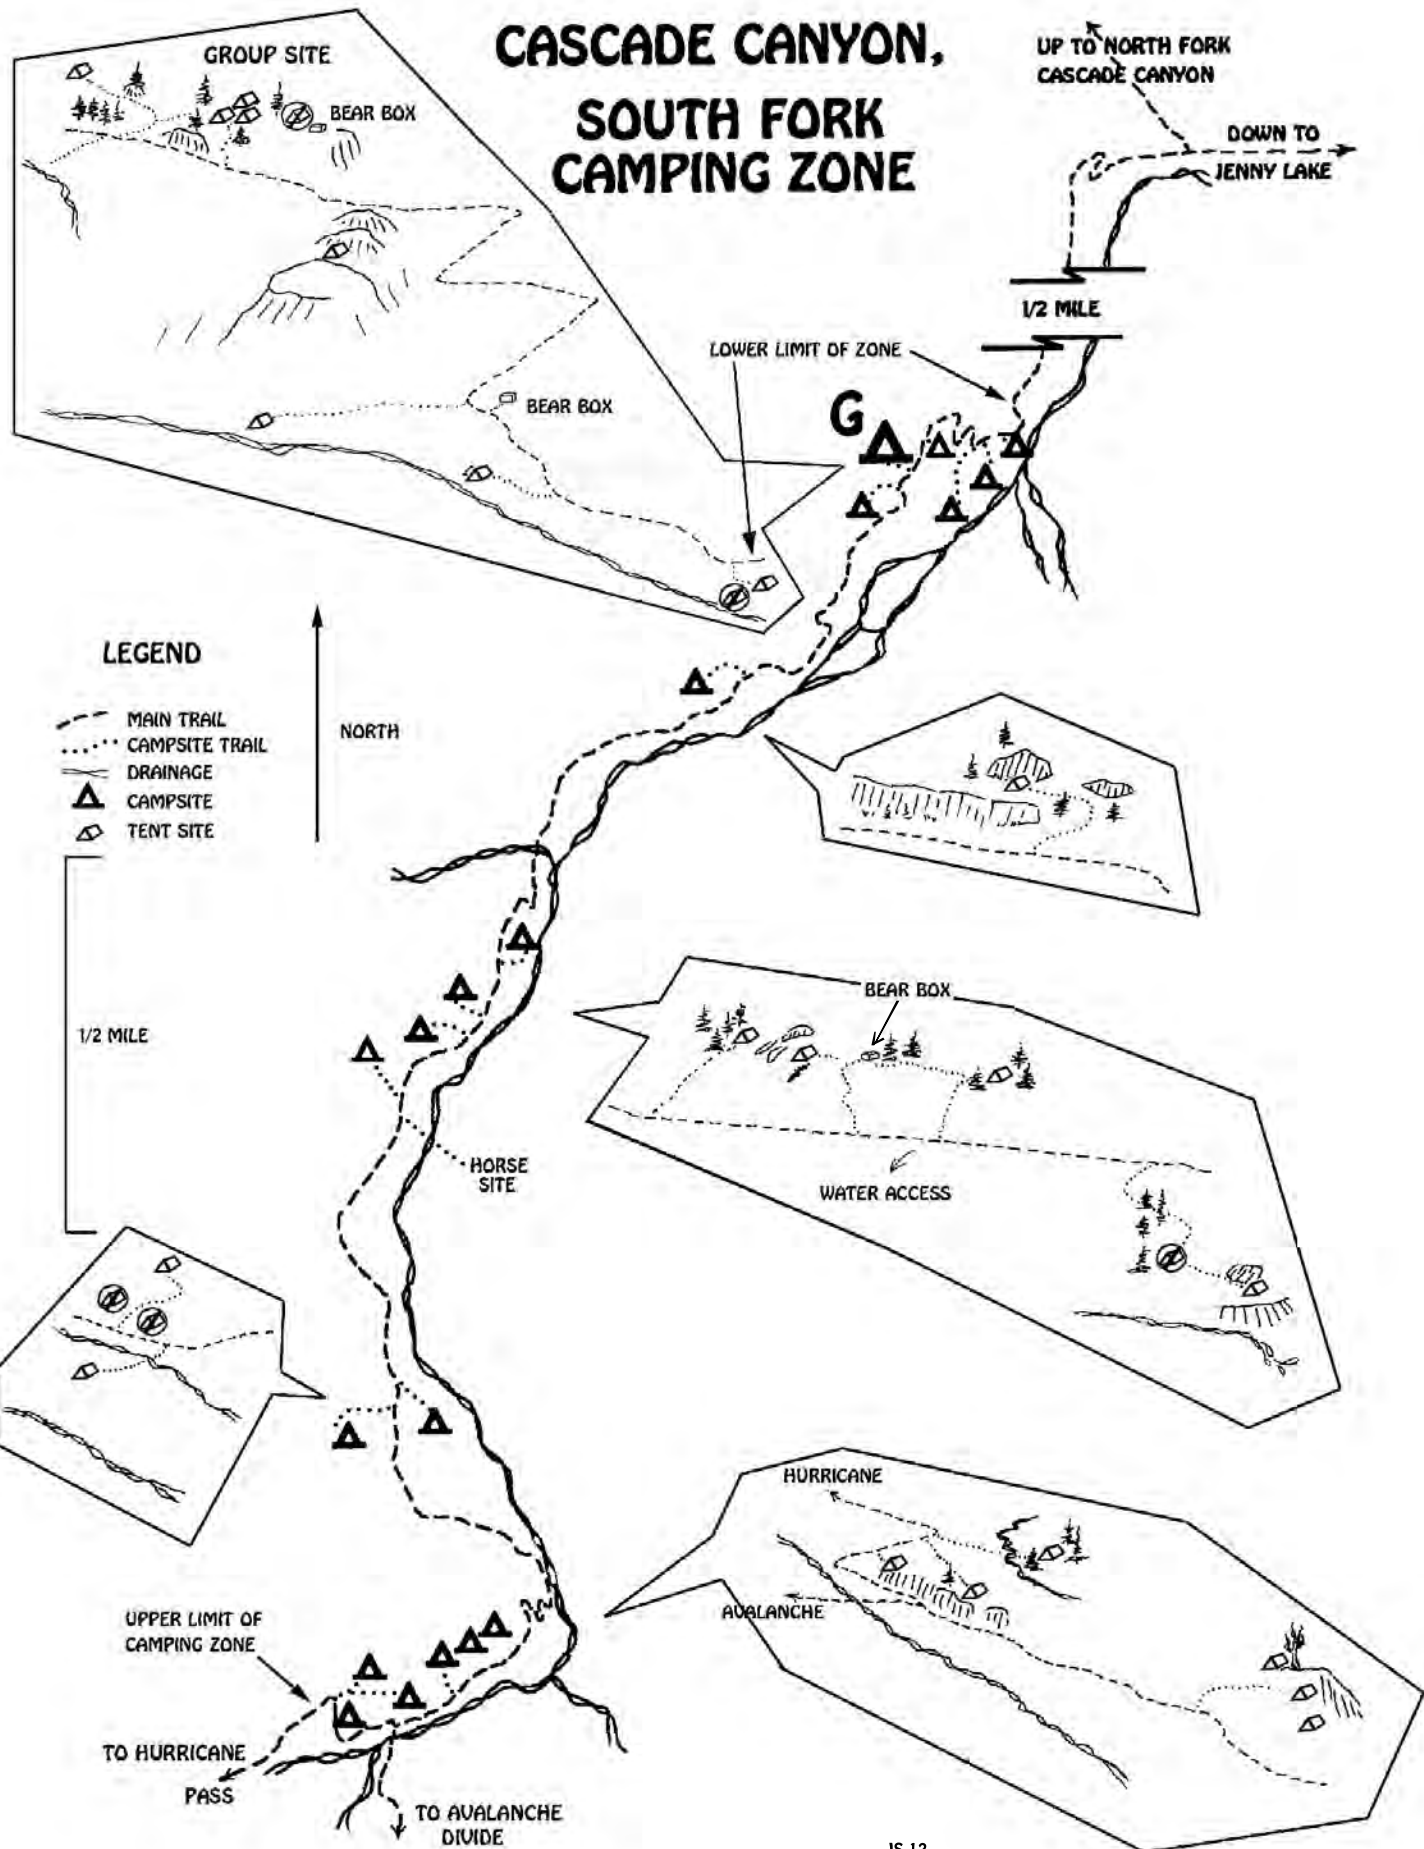 CASCADE CANYON,
SOUTH FORK
CAMPING ZONE
UP TO NORTH FORK
CASCADE CANYON
DOWN TO
JENNY LAKE
GROUP SITE
BEAR BOX
1/2 MILE
LOWER LIMIT OF ZONE
BEAR BOX
G
LEGEND
MAIN TRAIL
CAMPSITE TRAIL
DRAINAGE
CAMPSITE
TENT SITE
NORTH
1/2 MILE
BEAR BOX
HORSE
SITE
WATER ACCESS
HURRICANE
AVALANCHE
UPPER LIMIT OF
CAMPING ZONE
TO HURRICANE
PASS
TO AVALANCHE
DIVIDE